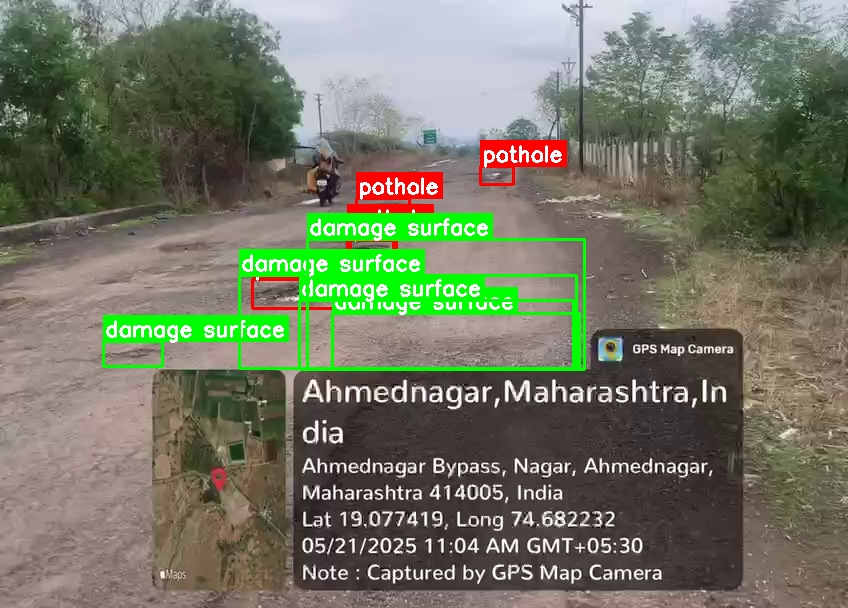 pothole
pothole
damage surface
damage surface
damage surface
damage surface
damage surface
GPS Map Camera
Ahmednagar,Maharashtra,In
dia
Ahmednagar Bypass, Nagar, Ahmednagar,
Maharashtra 414005, India
Lat 19.077419, Long 74.682232
05/21/2025 11:04 AM GMT+05:30
Note : Captured by GPS Map Camera
Maps